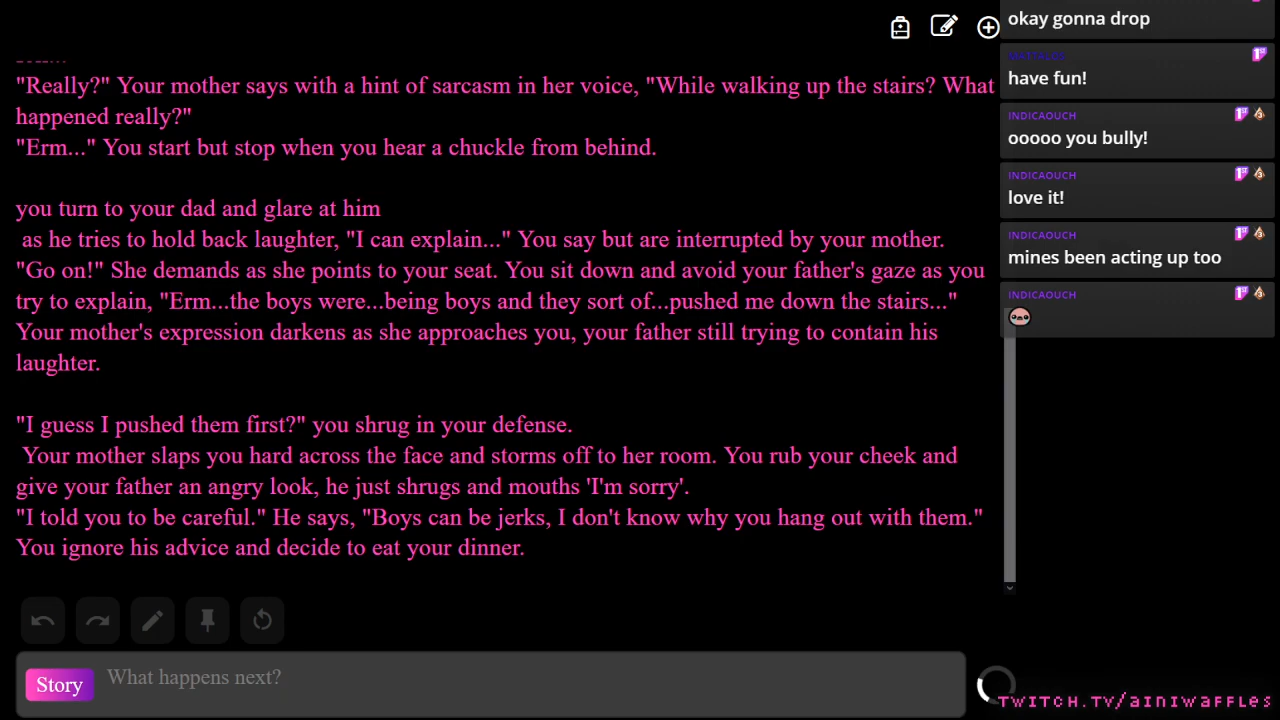 "Really?" Your mother says with a hint of sarcasm in her voice, "While walking up the stairs? What
happened really?"
"Erm..." You start but stop when you hear a chuckle from behind.
you turn to your dad and glare at him
as he tries to hold back laughter, "I can explain..." You say but are interrupted by your mother.
"Go on!" She demands as she points to your seat. You sit down and avoid your father's gaze as you
try to explain, "Erm...the boys were...being boys and they sort of...pushed me down the stairs..."
Your mother's expression darkens as she approaches you, your father still trying to contain his
laughter.
"I guess I pushed them first?" you shrug in your defense.
Your mother slaps you hard across the face and storms off to her room. You rub your cheek and
give your father an angry look, he just shrugs and mouths 'I'm sorry'.
"I told you to be careful." He says, "Boys can be jerks, I don't know why you hang out with them."
You ignore his advice and decide to eat your dinner.
Story
What happens next?
okay gonna drop
have fun!
INDICAOUCH
ooooo you bully!
INDICAOUCH
love it!
INDICAOUCH
mines been acting up too
INDICAOUCH
TWITCH.TV/AINIWAFFLES